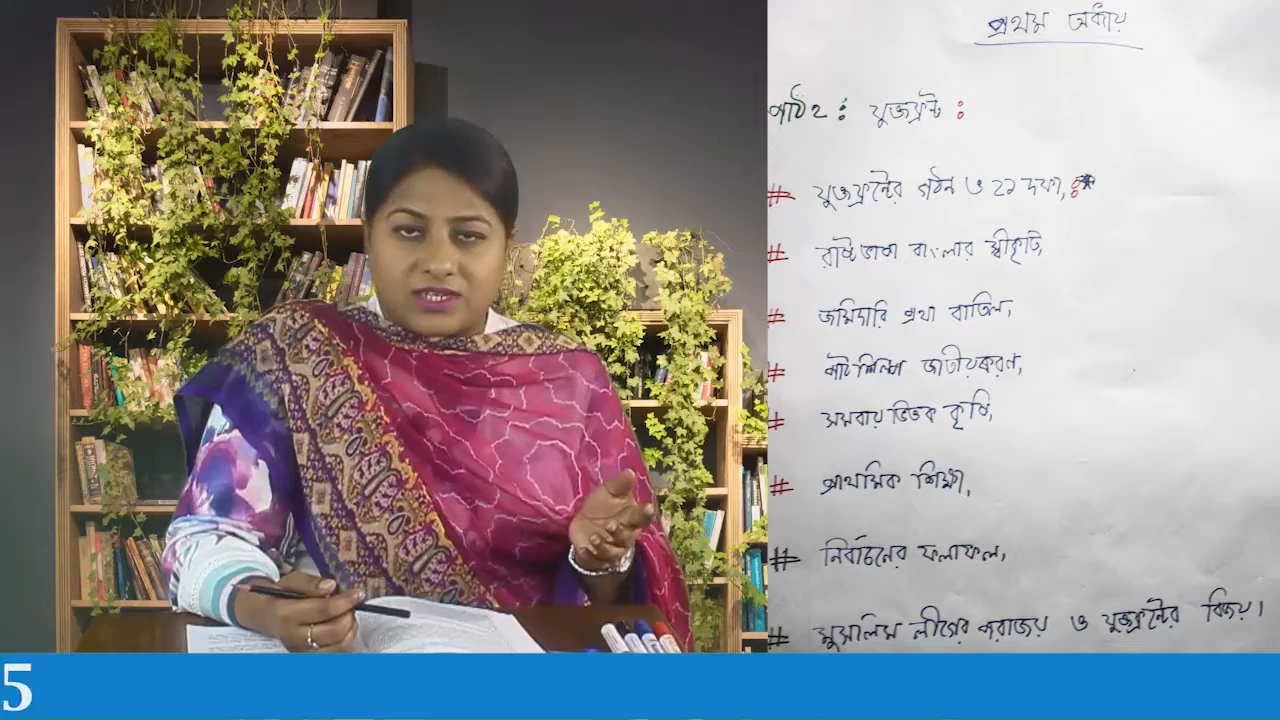 প্রথম অধ্যায়
পাঠ ২ : যুক্তফ্রন্ট :
# যুক্তফ্রন্টের গঠন ও ২১ দফা,
# রাষ্ট্রভাষা বাংলার স্বীকৃতি,
# জমিদারি প্রথা বাতিল,
# পাটশিল্প জাতীয়করণ,
# সমবায় ভিত্তিক কৃষি,
# প্রাথমিক শিক্ষা,
# নির্বাচনের ফলাফল,
# মুসলিম লীগের পরাজয় ও যুক্তফ্রন্টের বিজয়।
5